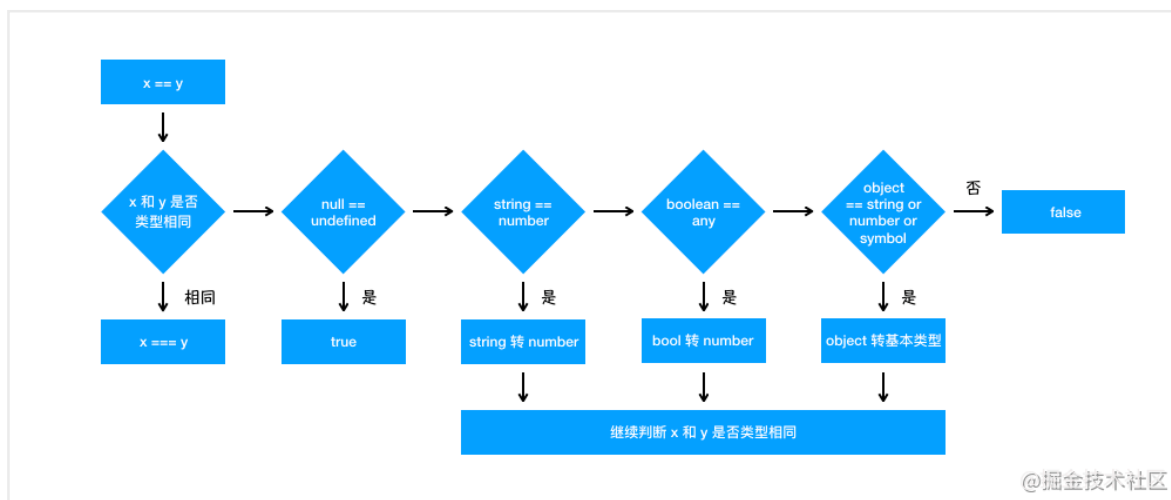 x == y
x 和 y 是否
类型相同
null ==
undefined
string ==
number
boolean ==
any
object
== string or
number or
symbol
否
false
相同
是
是
是
是
x === y
true
string 转 number
bool 转 number
object 转基本类型
继续判断 x 和 y 是否类型相同
@掘金技术社区